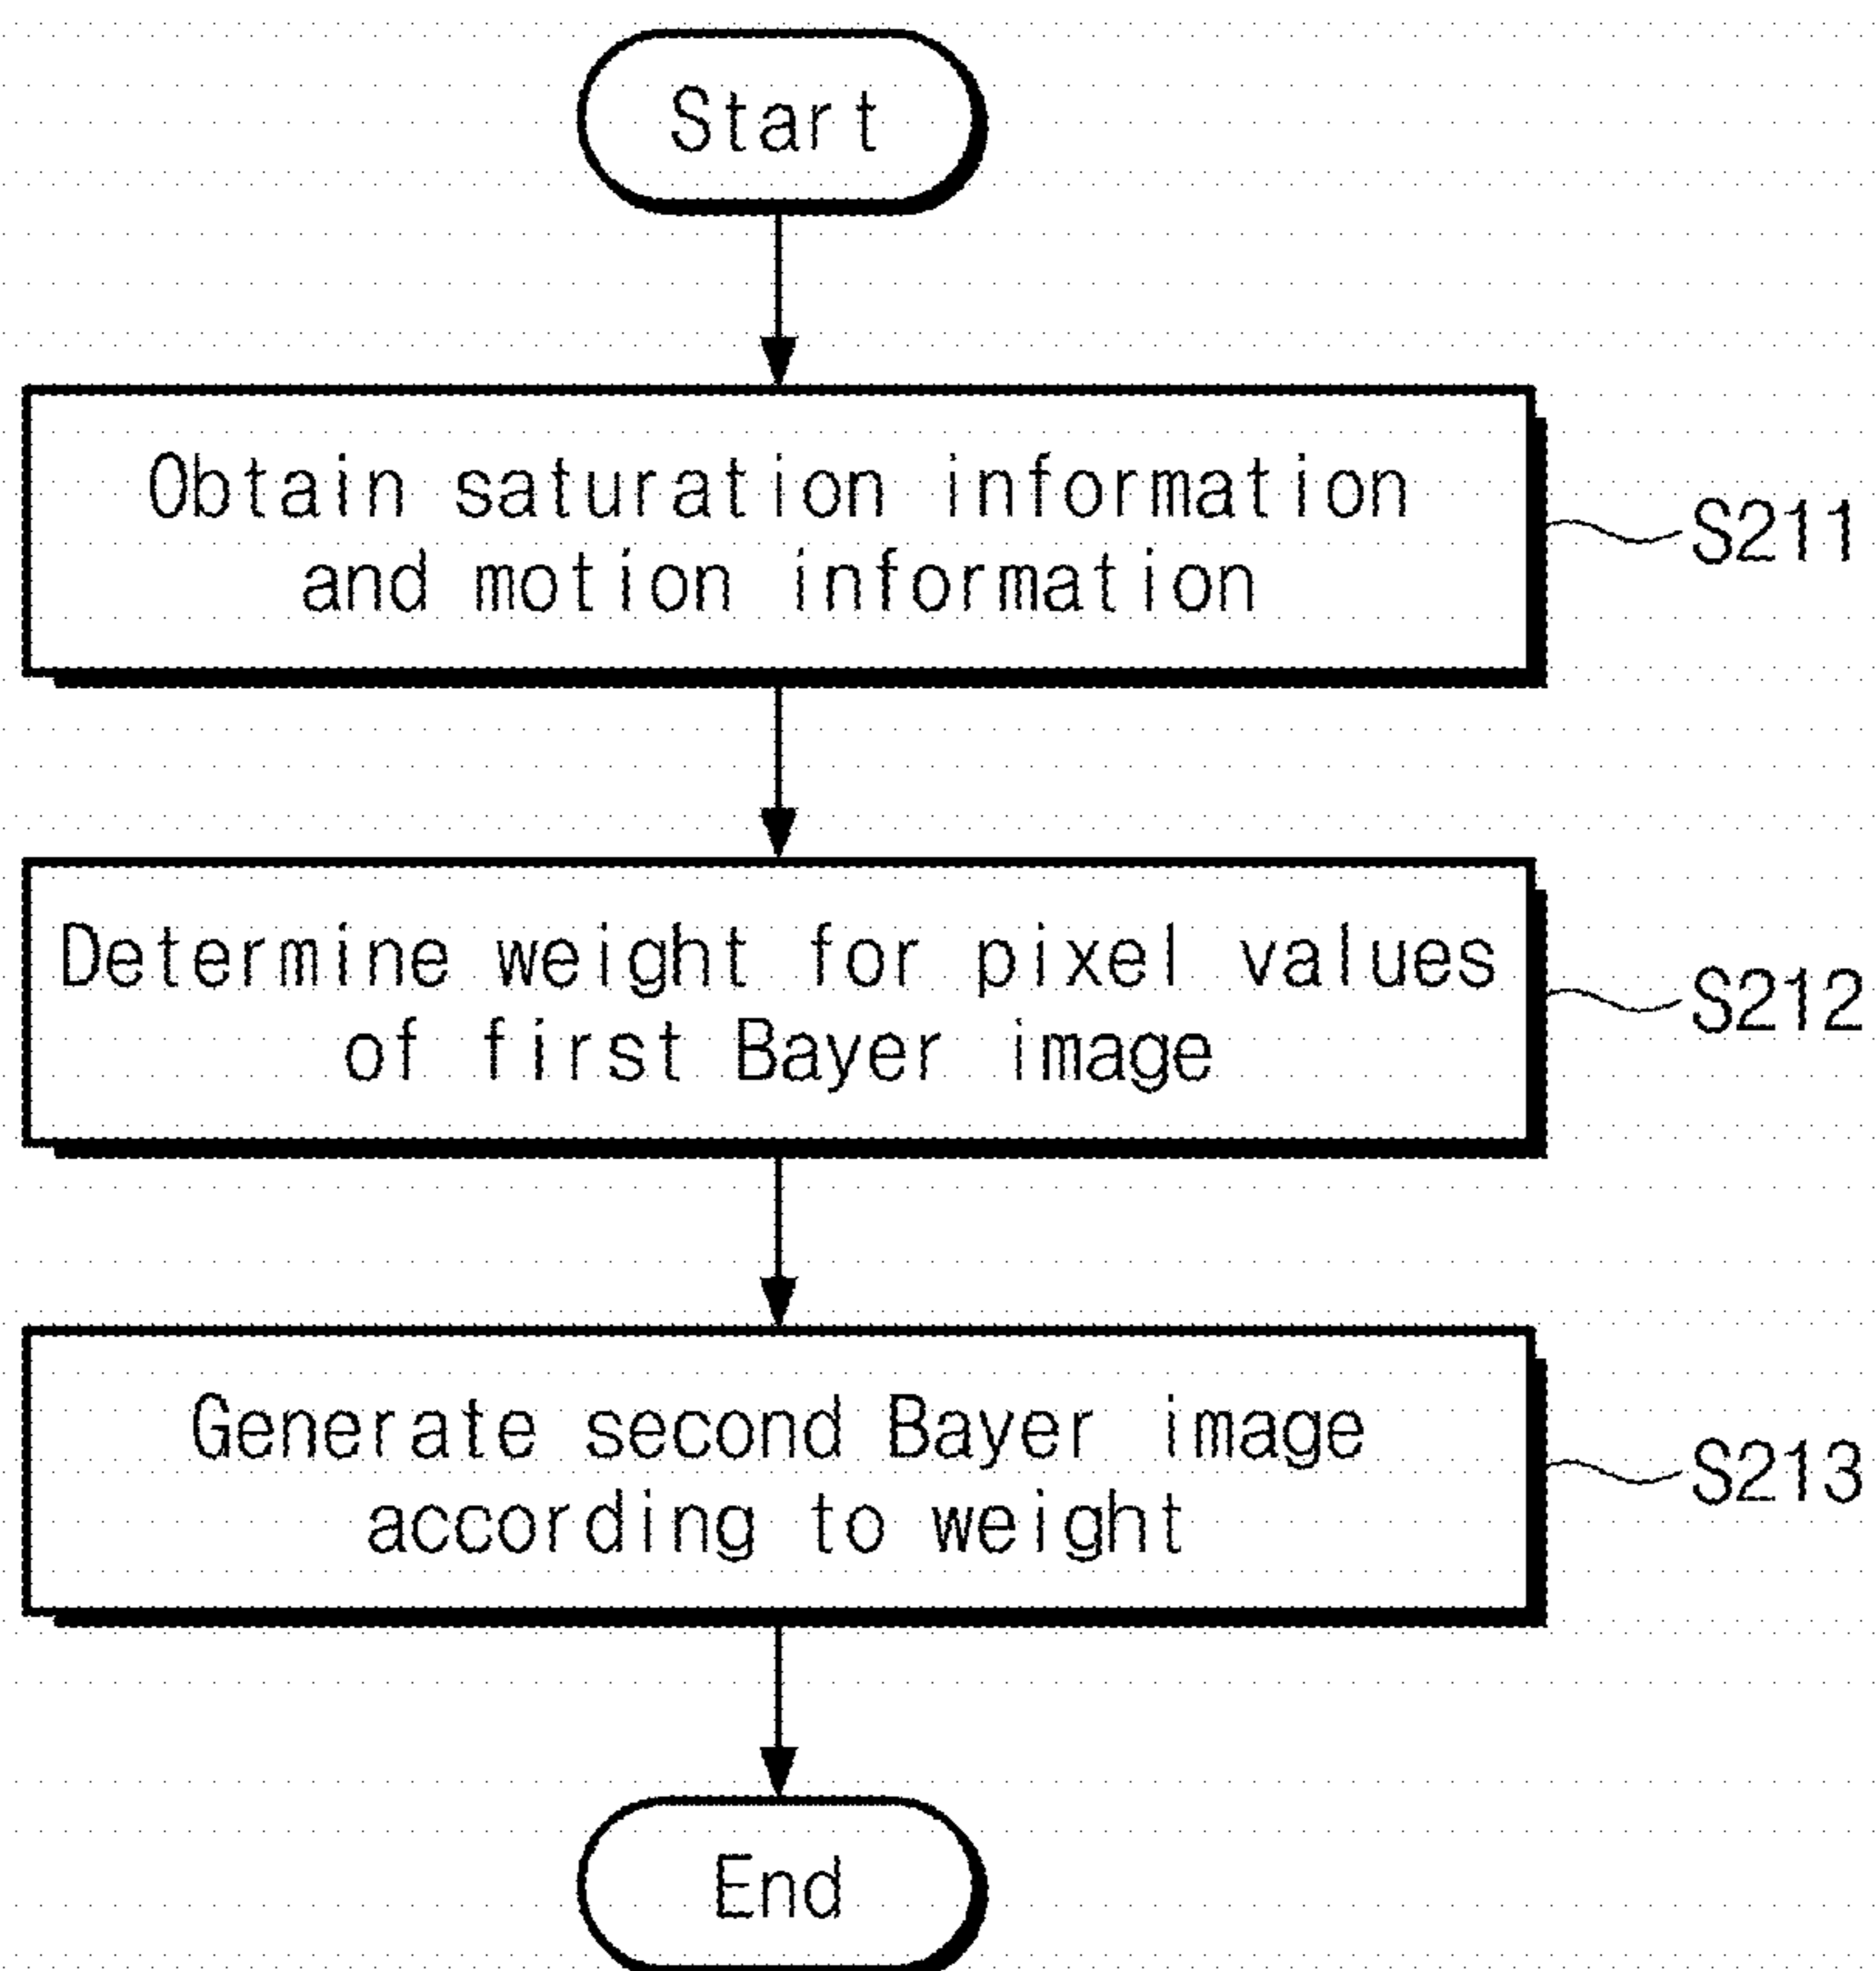 Start
Obtain saturation information
and motion information
S211
Determine weight for pixel values
of first Bayer image
S212
Generate second Bayer image
according to weight
S213
End